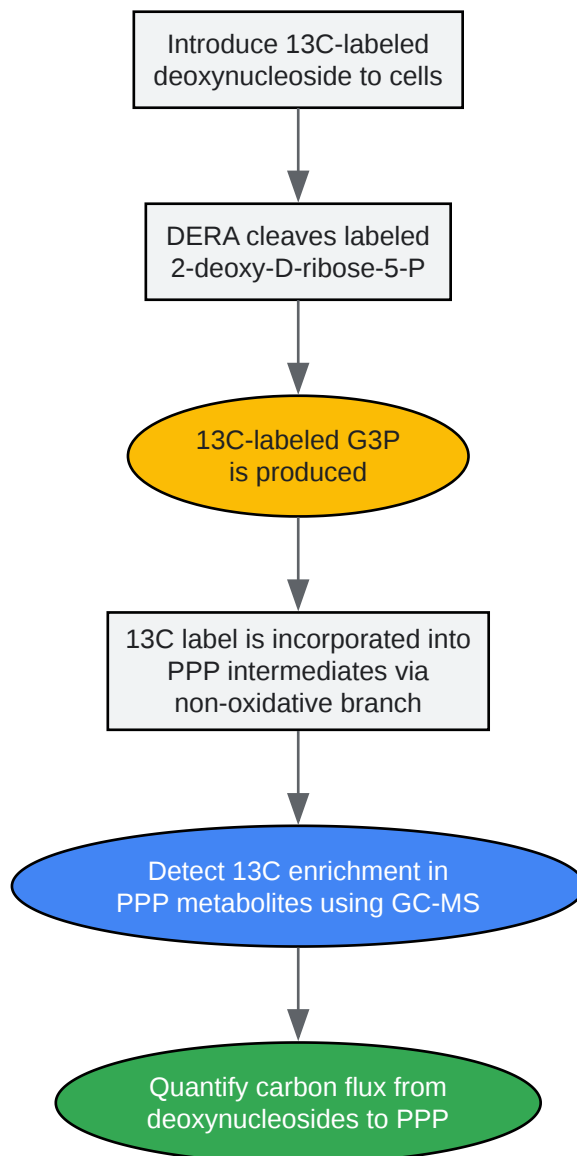 Introduce 13C-labeled
deoxynucleoside to cells
DERA cleaves labeled
2-deoxy-D-ribose-5-P
13C-labeled G3P
is produced
13C label is incorporated into
PPP intermediates via
non-oxidative branch
Detect 13C enrichment in
PPP metabolites using GC-MS
Quantify carbon flux from
deoxynucleosides to PPP